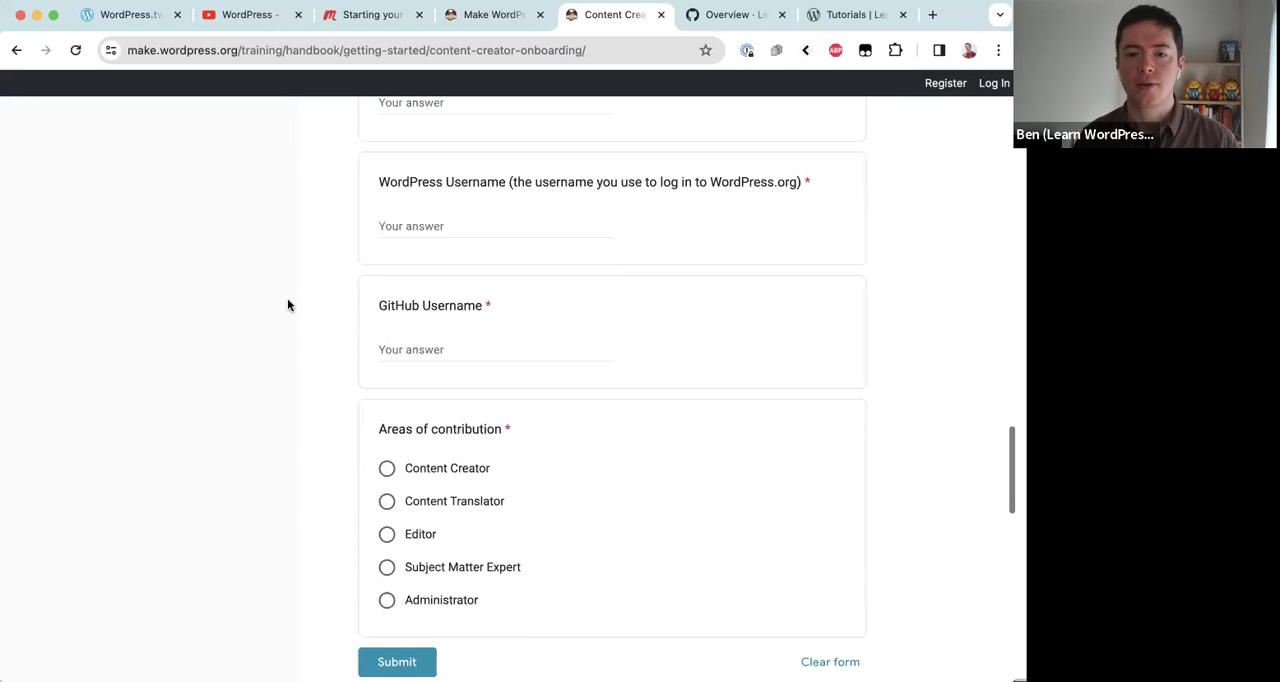 WordPress.tv
WordPress -
Starting your
Make WordPr
Content Crea
Overview · Le
Tutorials | Lea
make.wordpress.org/training/handbook/getting-started/content-creator-onboarding/
ABP
Register
Log In
Ben (Learn WordPres...
Your answer
WordPress Username (the username you use to log in to WordPress.org) *
Your answer
GitHub Username *
Your answer
Areas of contribution *
Content Creator
Content Translator
Editor
Subject Matter Expert
Administrator
Submit
Clear form